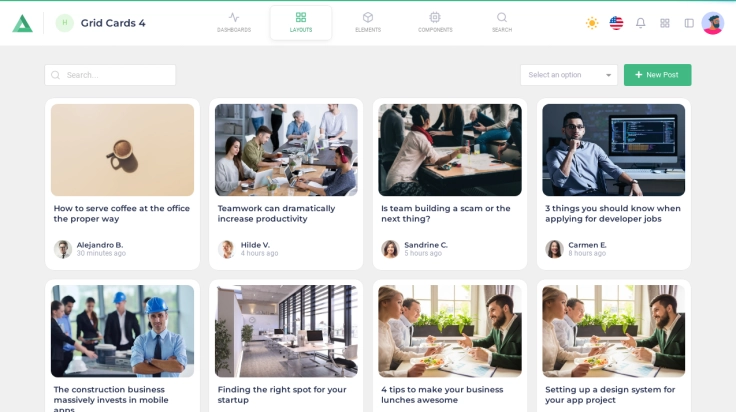 H
Grid Cards 4
DASHBOARDS
LAYOUTS
ELEMENTS
COMPONENTS
SEARCH
Search...
Select an option
New Post
How to serve coffee at the office
the proper way
Alejandro B.
30 minutes ago
Teamwork can dramatically
increase productivity
Hilde V.
4 hours ago
Is team building a scam or the
next thing?
Sandrine C.
5 hours ago
3 things you should know when
applying for developer jobs
Carmen E.
8 hours ago
The construction business
massively invests in mobile
apps
Finding the right spot for your
startup
4 tips to make your business
lunches awesome
Setting up a design system for
your app project